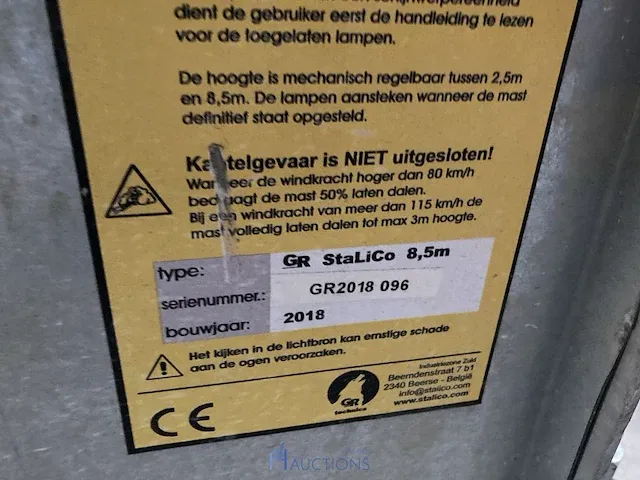 dient de gebruiker eerst de handleiding te lezen
voor de toegelaten lampen.
De hoogte is mechanisch regelbaar tussen 2,5m
en 8,5m. De lampen aansteken wanneer de mast
definitief staat opgesteld.
Kantelgevaar is NIET uitgesloten!
Wanneer de windkracht hoger dan 80 km/h
bedraagt de mast 50% laten dalen.
Bij een windkracht van meer dan 115 km/h de
mast volledig laten dalen tot max 3m hoogte.
type: GR StaLiCo 8,5m
serienummer.: GR2018 096
bouwjaar: 2018
Het kijken in de lichtbron kan ernstige schade
aan de ogen veroorzaken.
CE
GR
technics
Industriezone Zuid
Beemdenstraat 7 b1
2340 Beerse - België
info@stalico.com
www.stalico.com
AUCTIONS